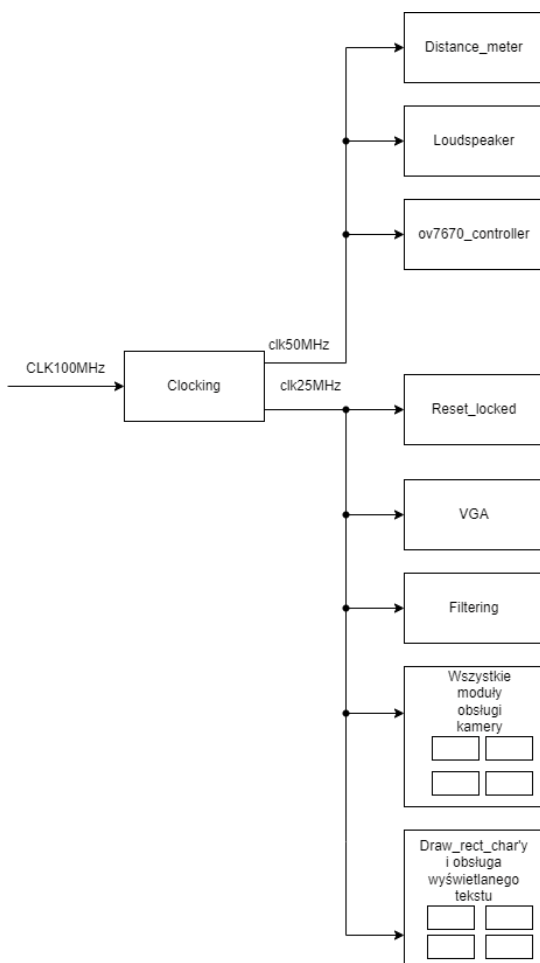 Distance_meter
Loudspeaker
ov7670_controller
clk50MHz
CLK100MHz
Clocking
clk25MHz
Reset_locked
VGA
Filtering
Wszystkie
moduły
obsługi
kamery
Draw_rect_char'y
i obsługa
wyświetlanego
tekstu